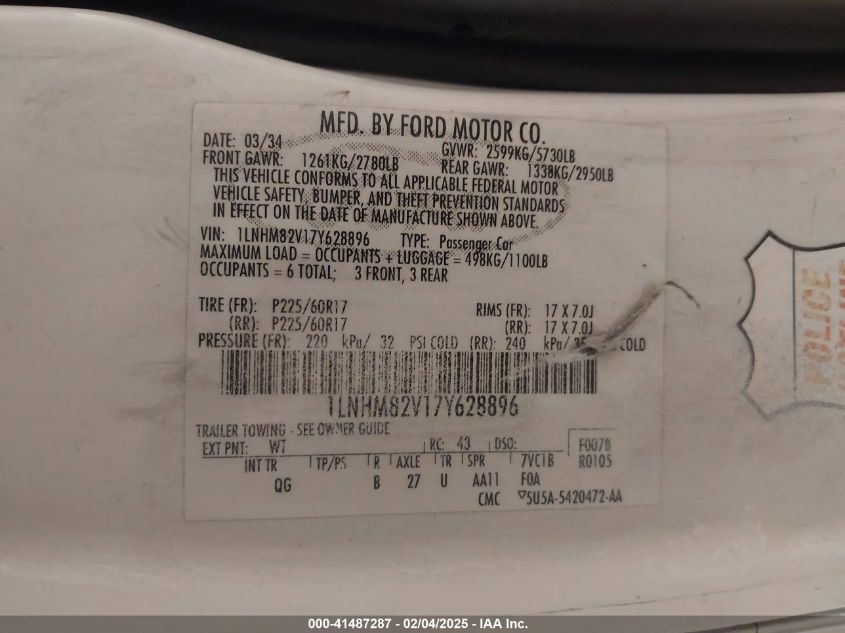 MFD. BY FORD MOTOR CO.
DATE: 03/34 GVWR: 2599KG/5730LB
FRONT GAWR: 1261KG/2780LB REAR GAWR: 1338KG/2950LB
THIS VEHICLE CONFORMS TO ALL APPLICABLE FEDERAL MOTOR
VEHICLE SAFETY, BUMPER, AND THEFT PREVENTION STANDARDS
IN EFFECT ON THE DATE OF MANUFACTURE SHOWN ABOVE.
VIN: 1LNHM82V17Y628896 TYPE: Passenger Car
MAXIMUM LOAD = OCCUPANTS + LUGGAGE = 498KG/1100LB
OCCUPANTS = 6 TOTAL; 3 FRONT, 3 REAR
TIRE (FR): P225/60R17 RIMS (FR): 17 X 7.0J
(RR): P225/60R17 (RR): 17 X 7.0J
PRESSURE (FR): 220 kPa/ 32 PSI COLD (RR): 240 kPa/ COLD
1LNHM82V17Y628896
TRAILER TOWING - SEE OWNER GUIDE
EXT PNT: WT RC: 43 DSO: F0078
INT TR TP/PS R AXLE TR SPR 7VC1B R0105
QG B 27 U AA11 F0A
CMC 5U5A-5420472-AA
POLICE
000-41487287 - 02/04/2025 - IAA Inc.